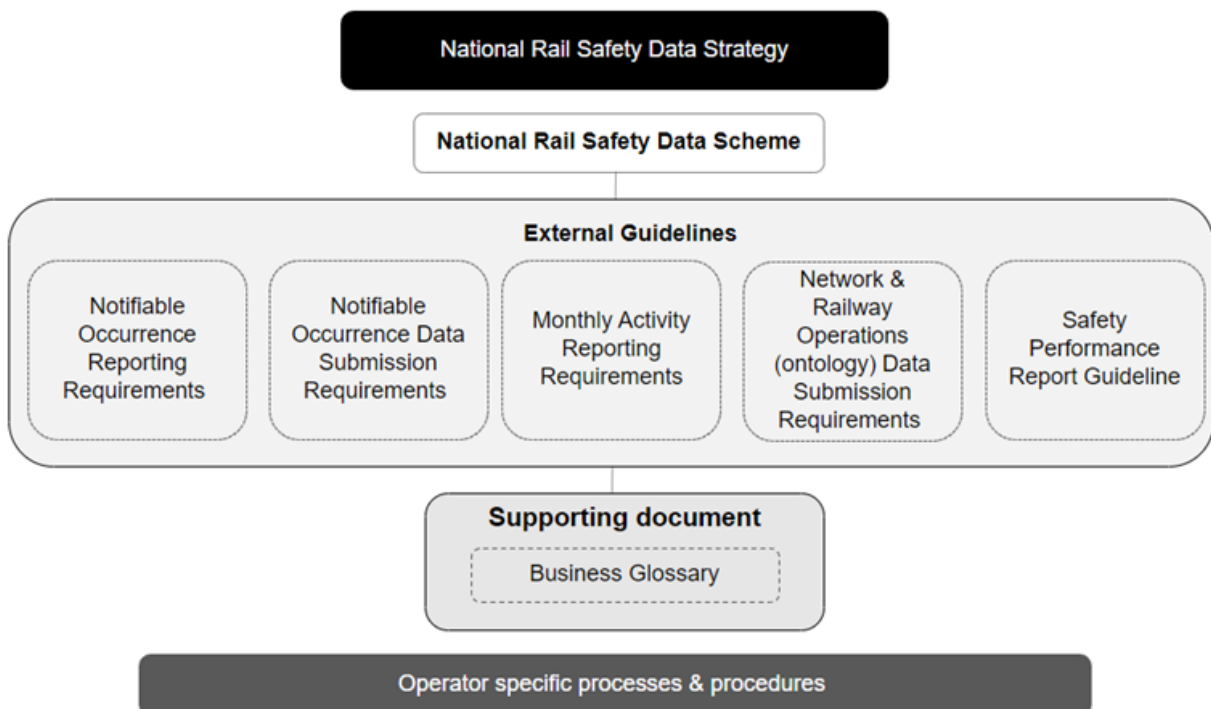 National Rail Safety Data Strategy
National Rail Safety Data Scheme
External Guidelines
Notifiable
Occurrence
Reporting
Requirements
Notifiable
Occurrence Data
Submission
Requirements
Monthly Activity
Reporting
Requirements
Network &
Railway
Operations
(ontology) Data
Submission
Requirements
Safety
Performance
Report Guideline
Supporting document
Business Glossary
Operator specific processes & procedures